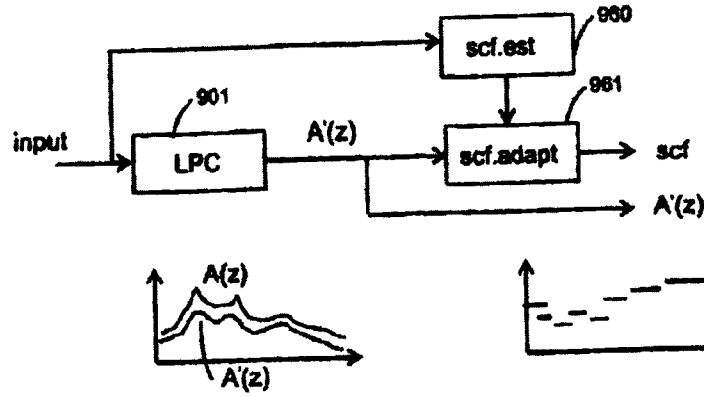 960
scf.est
961
901
input
LPC
A'(z)
scf.adapt
scf
A'(z)
A(z)
A'(z)